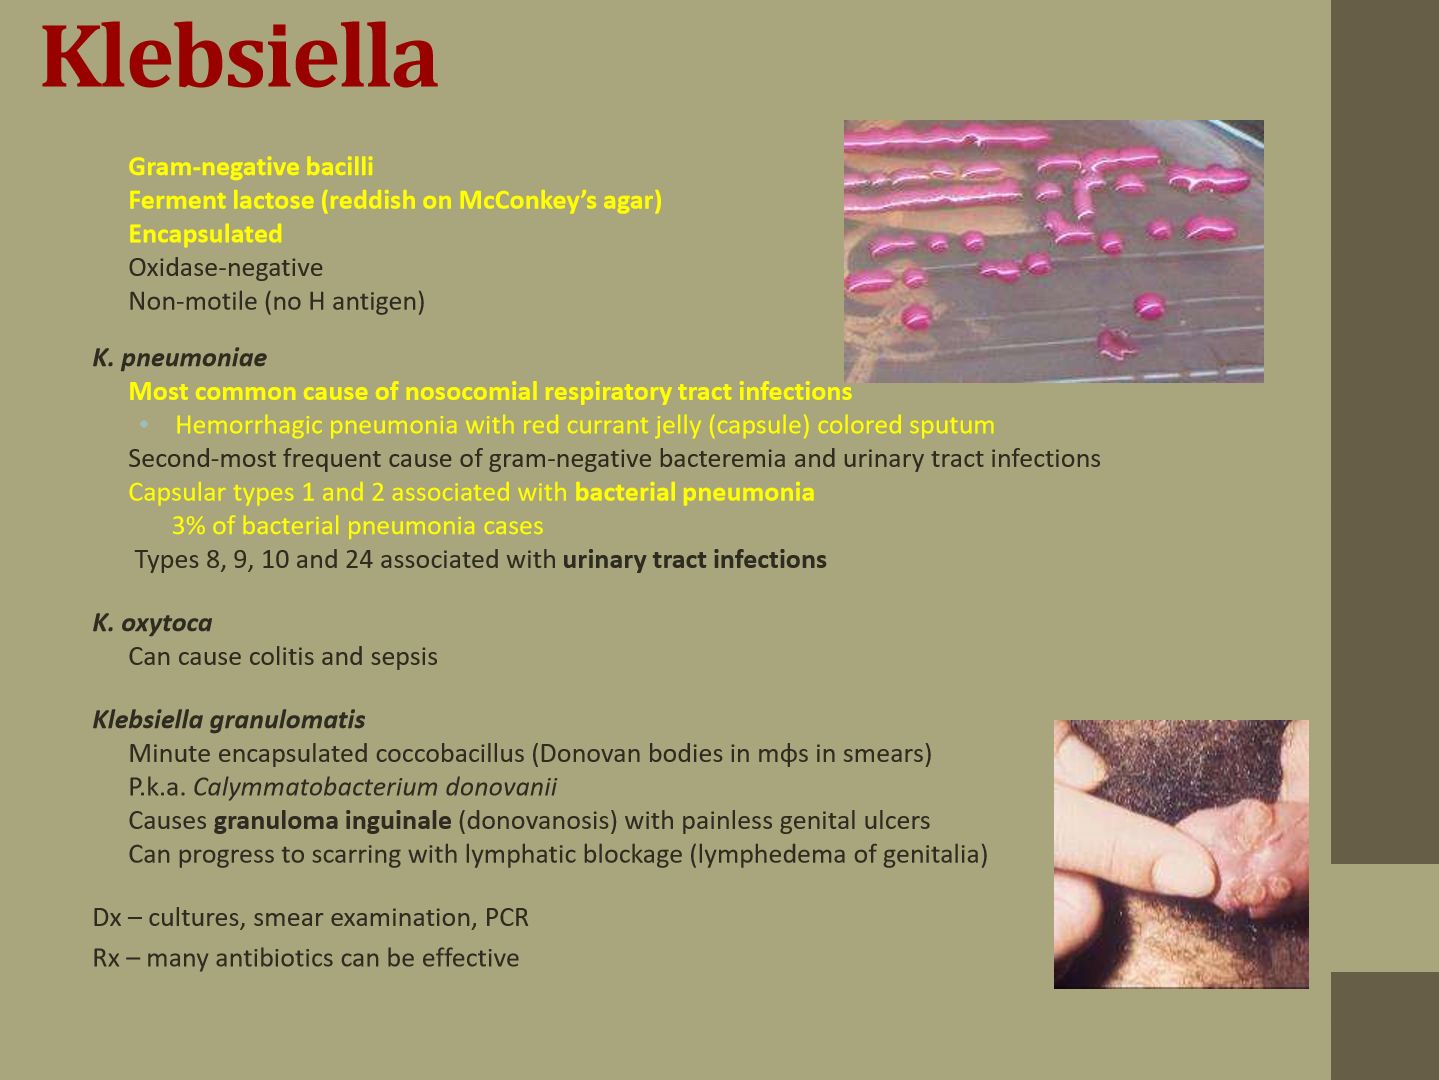 Klebsiella
Gram-negative bacilli
Ferment lactose (reddish on McConkey’s agar)
Encapsulated
Oxidase-negative
Non-motile (no H antigen)
K. pneumoniae
Most common cause of nosocomial respiratory tract infections
• Hemorrhagic pneumonia with red currant jelly (capsule) colored sputum
Second-most frequent cause of gram-negative bacteremia and urinary tract infections
Capsular types 1 and 2 associated with bacterial pneumonia
3% of bacterial pneumonia cases
Types 8, 9, 10 and 24 associated with urinary tract infections
K. oxytoca
Can cause colitis and sepsis
Klebsiella granulomatis
Minute encapsulated coccobacillus (Donovan bodies in mϕs in smears)
P.k.a. Calymmatobacterium donovanii
Causes granuloma inguinale (donovanosis) with painless genital ulcers
Can progress to scarring with lymphatic blockage (lymphedema of genitalia)
Dx – cultures, smear examination, PCR
Rx – many antibiotics can be effective